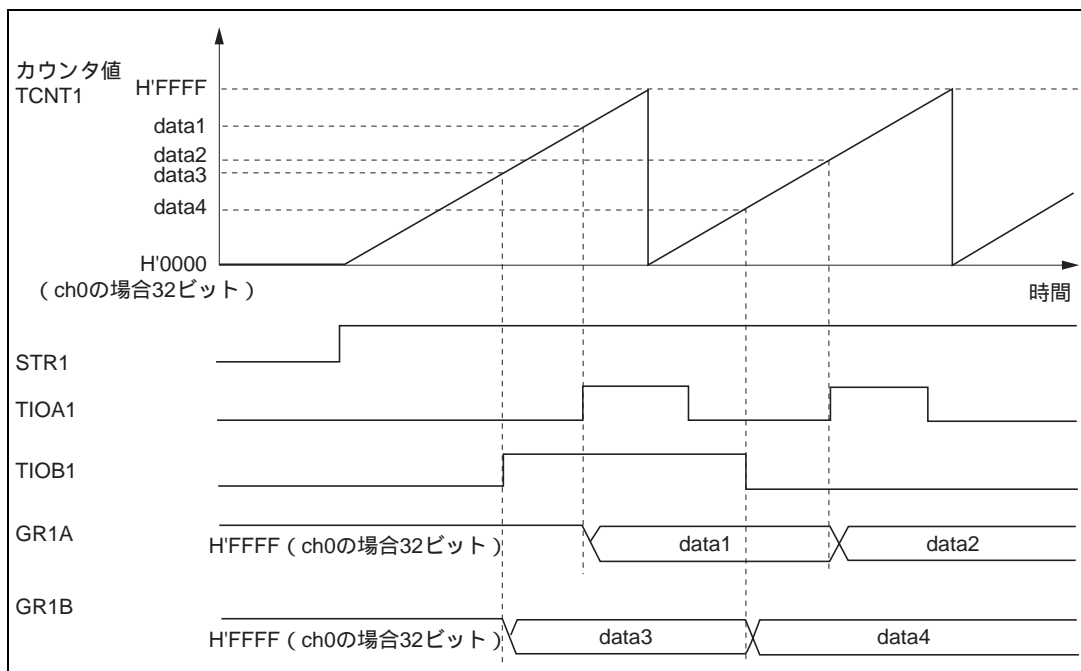 カウンタ値
TCNT1
H'FFFF
data1
data2
data3
data4
H'0000
(ch0の場合32ビット)
時間
STR1
TIOA1
TIOB1
GR1A
H'FFFF(ch0の場合32ビット)
data1
data2
GR1B
H'FFFF(ch0の場合32ビット)
data3
data4